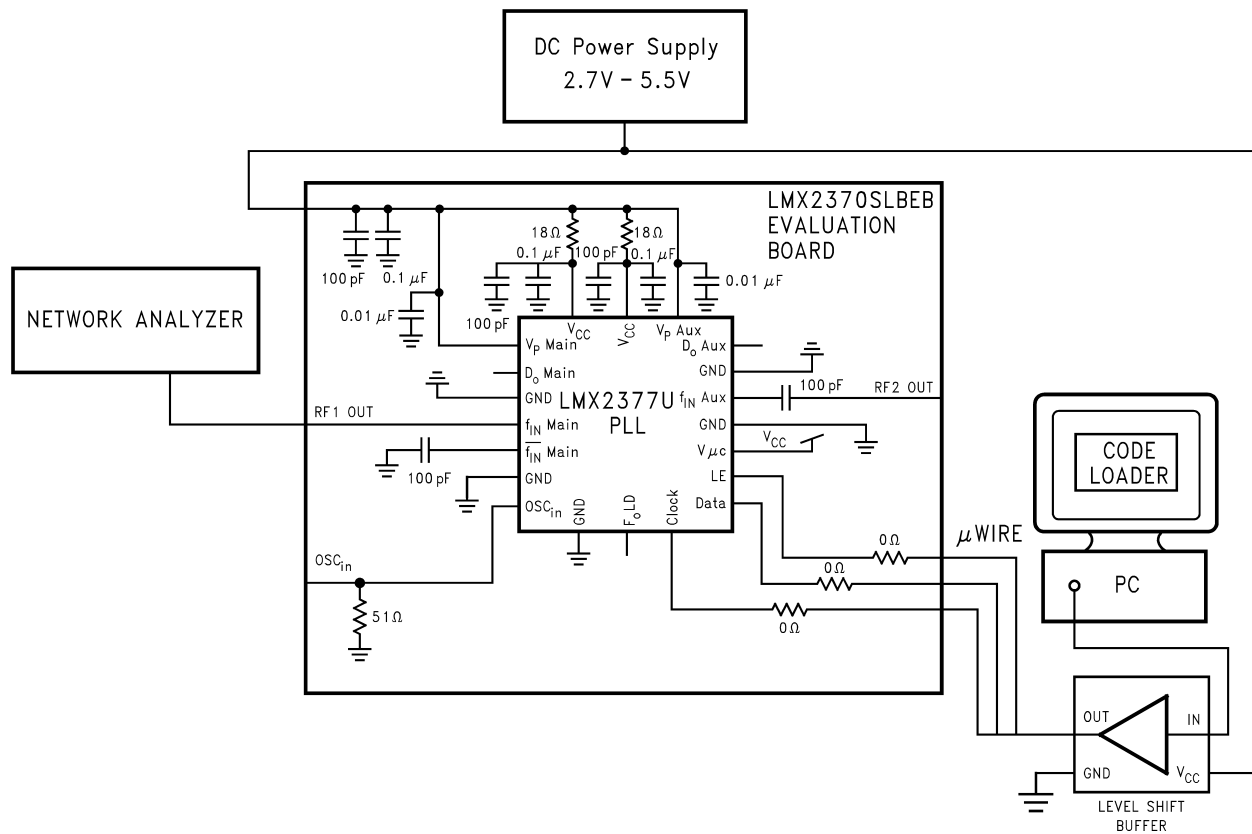 DC Power Supply
2.7V – 5.5V
LMX2370SLBEB
EVALUATION
BOARD
18Ω
18Ω
0.1 μF
100 pF
0.1 μF
100 pF
0.1 μF
0.01 μF
NETWORK ANALYZER
0.01 μF
100 pF
VCC
VCC
VP Aux
VP Main
Do Aux
Do Main
GND
100 pF
GND
LMX2377U
PLL
fIN Aux
RF2 OUT
RF1 OUT
fIN Main
GND
VCC
fIN Main
Vμc
100 pF
GND
LE
CODE
LOADER
OSCin
GND
FoLD
Clock
Data
μWIRE
0Ω
OSCin
0Ω
PC
51Ω
0Ω
OUT
IN
GND
VCC
LEVEL SHIFT
BUFFER